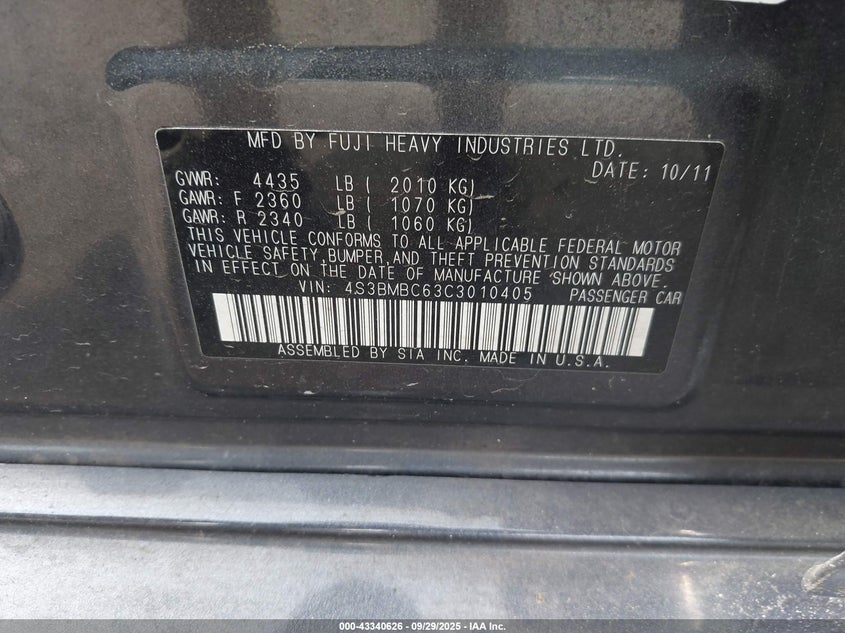 MFD BY FUJI HEAVY INDUSTRIES LTD.
DATE: 10/11
GVWR: 4435 LB ( 2010 KG)
GAWR: F 2360 LB ( 1070 KG)
GAWR: R 2340 LB ( 1060 KG)
THIS VEHICLE CONFORMS TO ALL APPLICABLE FEDERAL MOTOR
VEHICLE SAFETY, BUMPER, AND THEFT PREVENTION STANDARDS
IN EFFECT ON THE DATE OF MANUFACTURE SHOWN ABOVE.
VIN: 4S3BMBC63C3010405 PASSENGER CAR
ASSEMBLED BY SIA INC. MADE IN U.S.A.
000-43340626 - 09/29/2025 - IAA Inc.